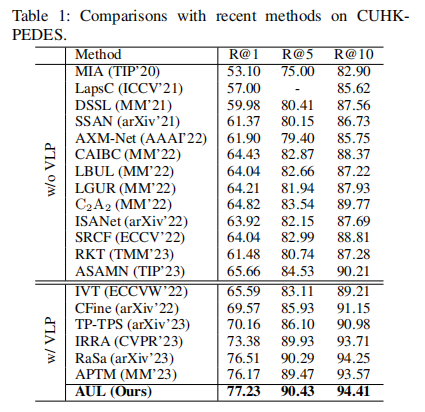 Table 1: Comparisons with recent methods on CUHK-
PEDES.
Method R@1 R@5 R@10
w/o VLP
MIA (TIP'20) 53.10 75.00 82.90
LapsC (ICCV'21) 57.00 - 85.62
DSSL (MM'21) 59.98 80.41 87.56
SSAN (arXiv'21) 61.37 80.15 86.73
AXM-Net (AAAI'22) 61.90 79.40 85.75
CAIBC (MM'22) 64.43 82.87 88.37
LBUL (MM'22) 64.04 82.66 87.22
LGUR (MM'22) 64.21 81.94 87.93
C₂A₂ (MM'22) 64.82 83.54 89.77
ISANet (arXiv'22) 63.92 82.15 87.69
SRCF (ECCV'22) 64.04 82.99 88.81
RKT (TMM'23) 61.48 80.74 87.28
ASAMN (TIP'23) 65.66 84.53 90.21
w/ VLP
IVT (ECCVW'22) 65.59 83.11 89.21
CFine (arXiv'22) 69.57 85.93 91.15
TP-TPS (arXiv'23) 70.16 86.10 90.98
IRRA (CVPR'23) 73.38 89.93 93.71
RaSa (arXiv'23) 76.51 90.29 94.25
APTM (MM'23) 76.17 89.47 93.57
AUL (Ours) 77.23 90.43 94.41